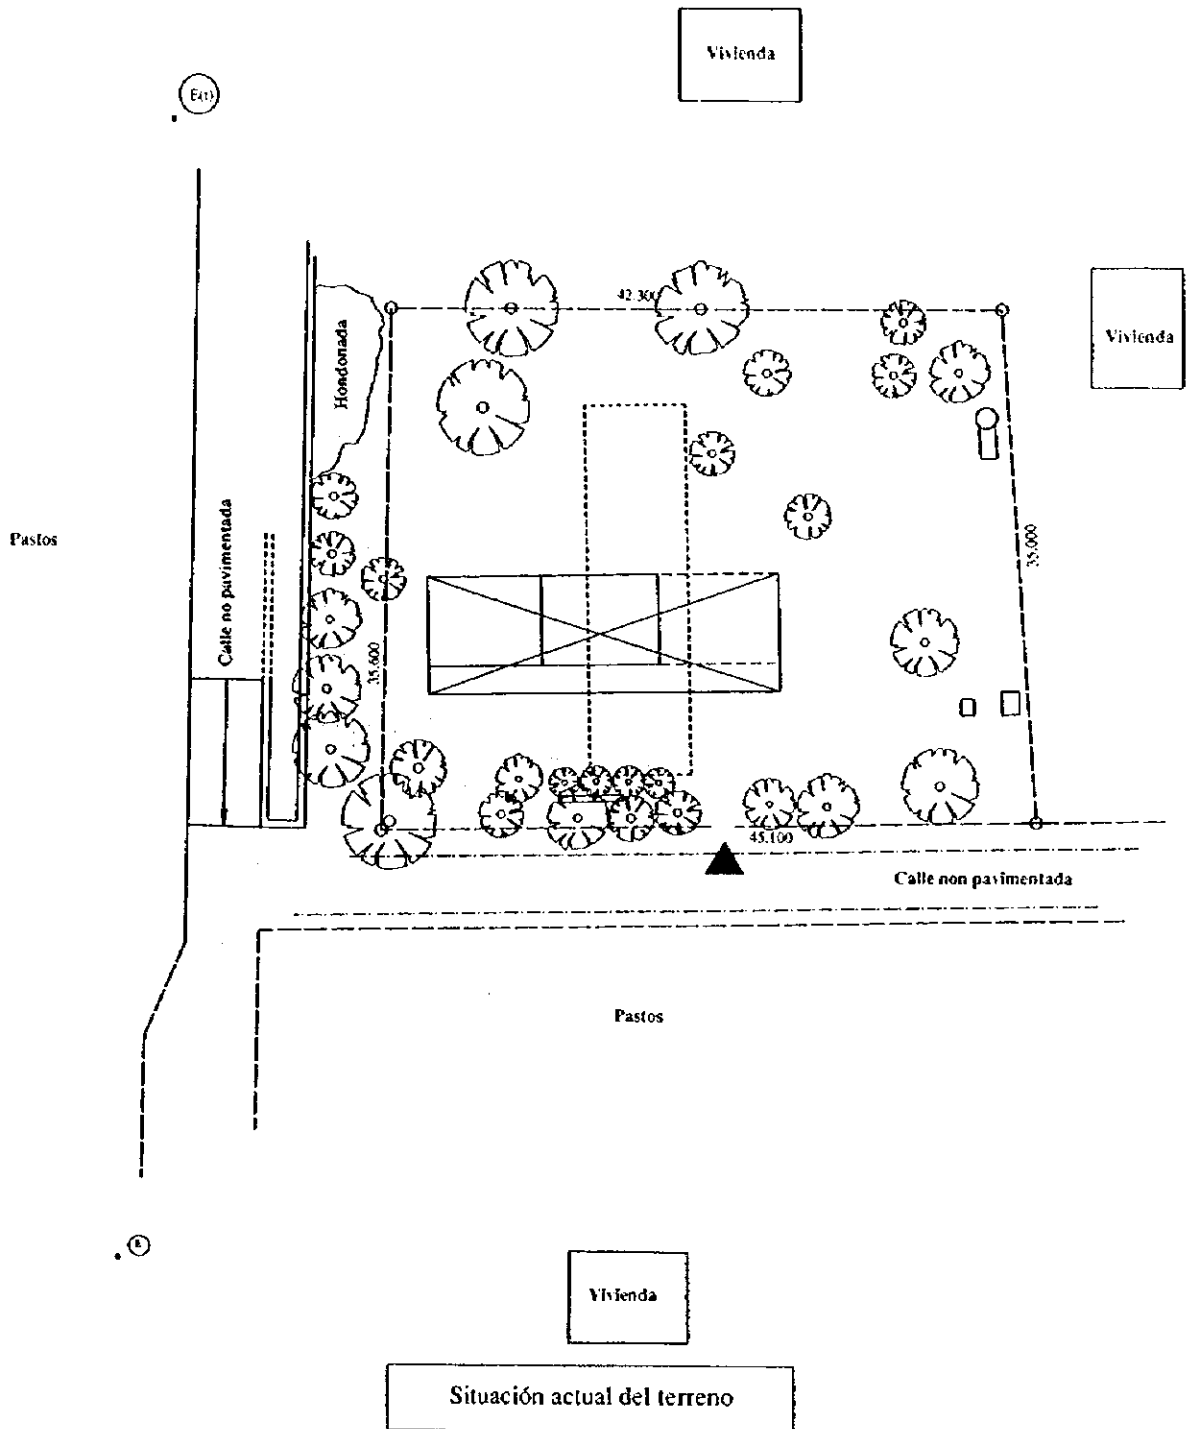 Vivienda
E(t)
42.300
Vivienda
Hondonada
Calle no pavimentada
Pastos
35.000
35.600
45.100
Calle non pavimentada
Pastos
Vivienda
Situación actual del terreno